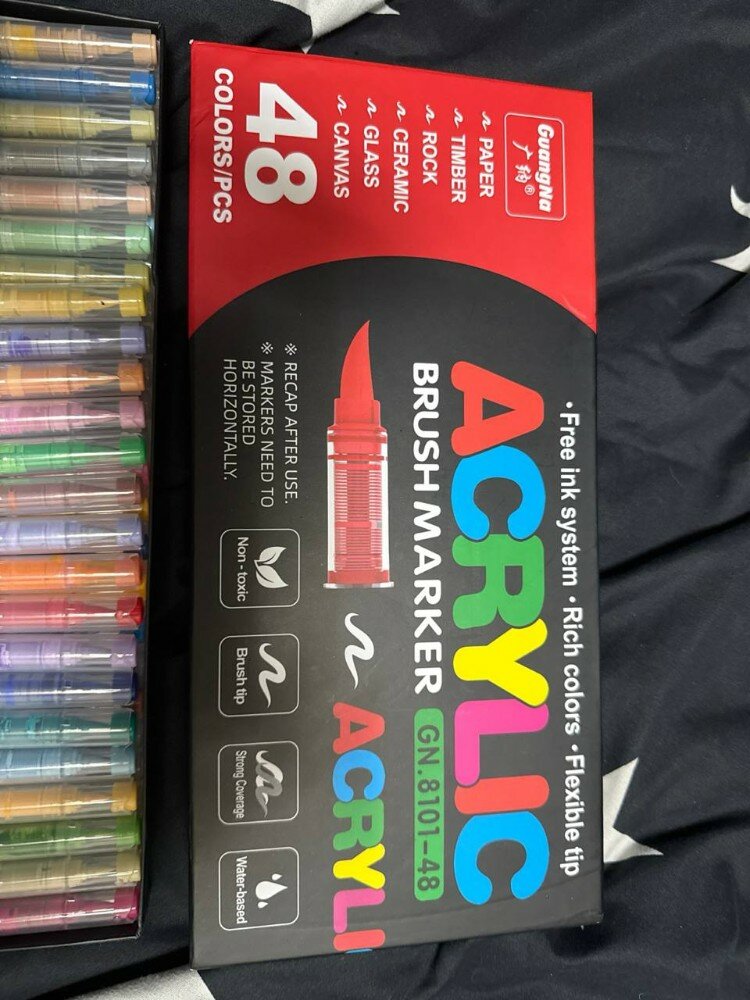 GuangNa
广纳®
~ PAPER
~ TIMBER
~ ROCK
~ CERAMIC
~ GLASS
~ CANVAS
48
COLORS/PCS
•Free ink system •Rich colors •Flexible tip
ACRYLIC
BRUSH MARKER GN.8101-48
ACRYLI
※ RECAP AFTER USE.
※ MARKERS NEED TO
BE STORED
HORIZONTALLY.
Non-toxic
Brush tip
Strong Coverage
Water-based